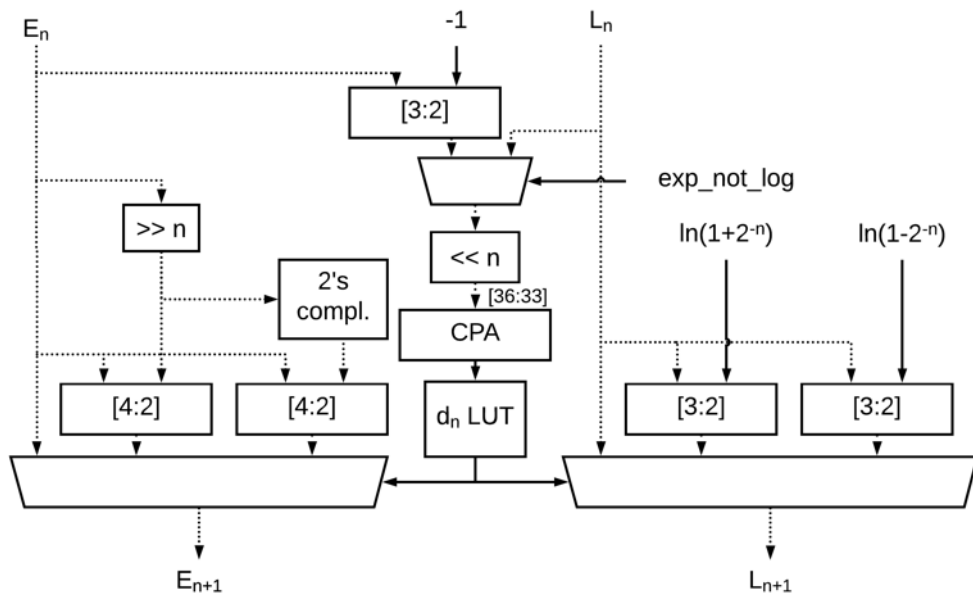 Eₙ
-1
Lₙ
[3:2]
exp_not_log
>> n
ln(1+2⁻ⁿ)
ln(1-2⁻ⁿ)
<< n
2's
compl.
[36:33]
CPA
[4:2]
[4:2]
dₙ LUT
[3:2]
[3:2]
Eₙ₊₁
Lₙ₊₁